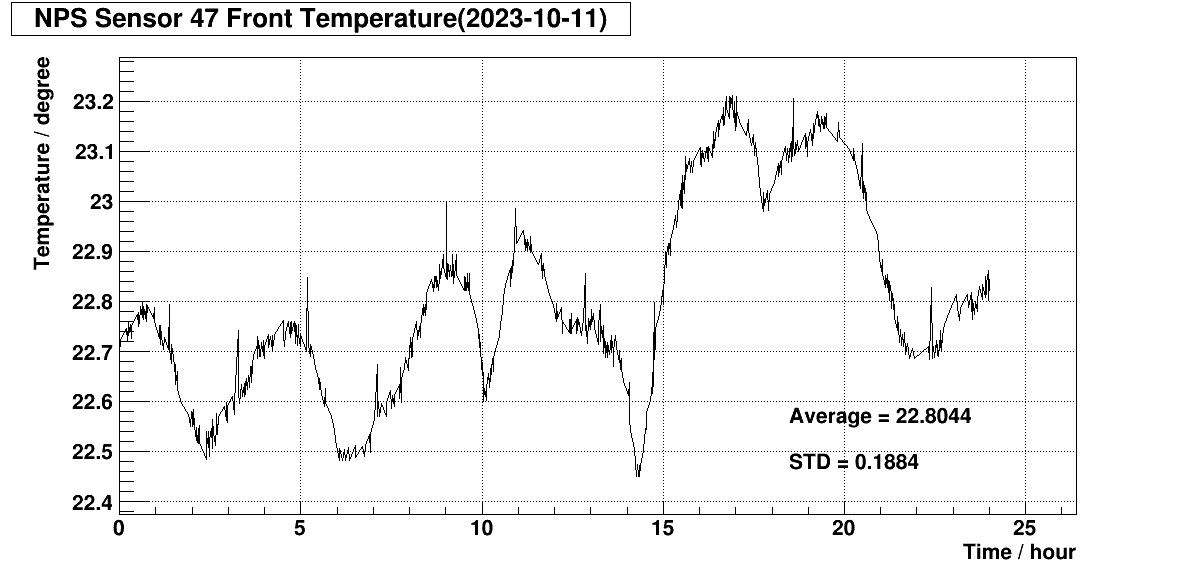 NPS Sensor 47 Front Temperature(2023-10-11)
Temperature / degree
23.2
23.1
23
22.9
22.8
22.7
22.6
22.5
22.4
Average = 22.8044
STD = 0.1884
0 5 10 15 20 25
Time / hour